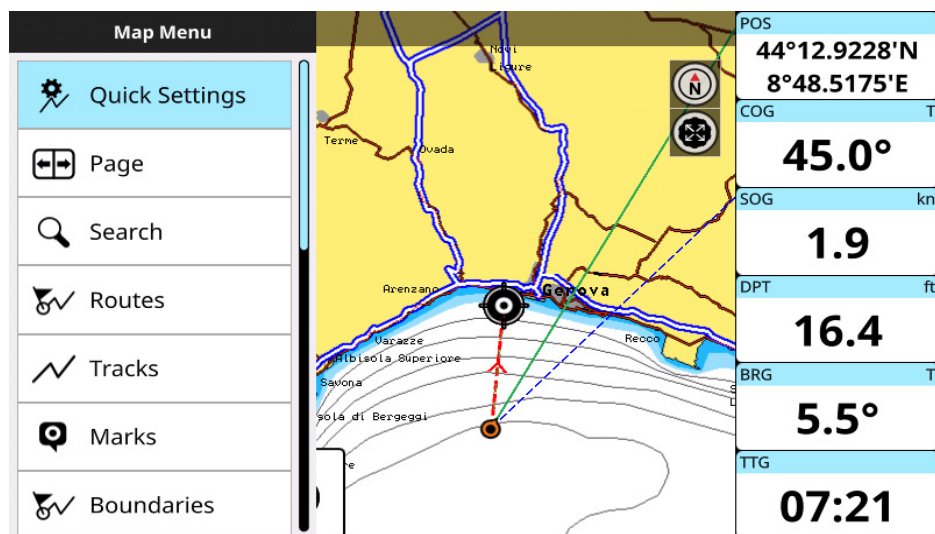 Map Menu
Quick Settings
Page
Search
Routes
Tracks
Marks
Boundaries
Novi
Ligure
N
Terme
Ovada
Arenzano
Genova
Varazze
Recco
Albisola Superiore
Savona
sola di Bergeggi
re
POS
44°12.9228'N
8°48.5175'E
COG T
45.0°
SOG kn
1.9
DPT ft
16.4
BRG T
5.5°
TTG
07:21